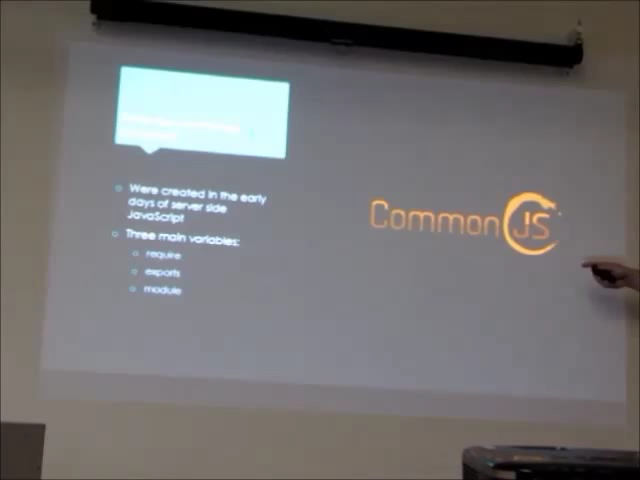 Were created in the early
days of server side
JavaScript
Three main variables:
require
exports
module
CommonJS